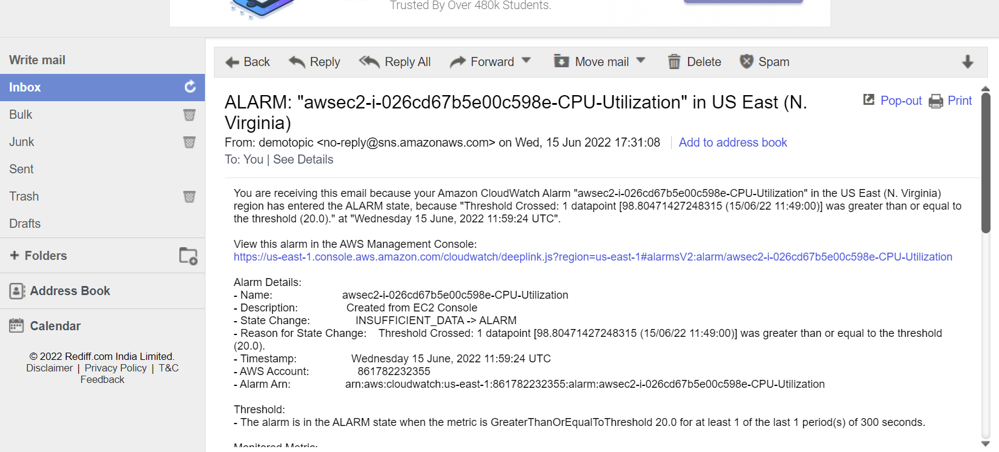 Trusted By Over 480k Students.
Write mail
Inbox
Bulk
Junk
Sent
Trash
Drafts
+ Folders
Address Book
Calendar
© 2022 Rediff.com India Limited.
Disclaimer | Privacy Policy | T&C
Feedback
Back Reply Reply All Forward Move mail Delete Spam
ALARM: "awsec2-i-026cd67b5e00c598e-CPU-Utilization" in US East (N.
Virginia)
Pop-out Print
From: demotopic <no-reply@sns.amazonaws.com> on Wed, 15 Jun 2022 17:31:08 | Add to address book
To: You | See Details
You are receiving this email because your Amazon CloudWatch Alarm "awsec2-i-026cd67b5e00c598e-CPU-Utilization" in the US East (N. Virginia)
region has entered the ALARM state, because "Threshold Crossed: 1 datapoint [98.80471427248315 (15/06/22 11:49:00)] was greater than or equal to
the threshold (20.0)." at "Wednesday 15 June, 2022 11:59:24 UTC".
View this alarm in the AWS Management Console:
https://us-east-1.console.aws.amazon.com/cloudwatch/deeplink.js?region=us-east-1#alarmsV2:alarm/awsec2-i-026cd67b5e00c598e-CPU-Utilization
Alarm Details:
- Name: awsec2-i-026cd67b5e00c598e-CPU-Utilization
- Description: Created from EC2 Console
- State Change: INSUFFICIENT_DATA -> ALARM
- Reason for State Change: Threshold Crossed: 1 datapoint [98.80471427248315 (15/06/22 11:49:00)] was greater than or equal to the threshold
(20.0).
- Timestamp: Wednesday 15 June, 2022 11:59:24 UTC
- AWS Account: 861782232355
- Alarm Arn: arn:aws:cloudwatch:us-east-1:861782232355:alarm:awsec2-i-026cd67b5e00c598e-CPU-Utilization
Threshold:
- The alarm is in the ALARM state when the metric is GreaterThanOrEqualToThreshold 20.0 for at least 1 of the last 1 period(s) of 300 seconds.
Monitored Metric: